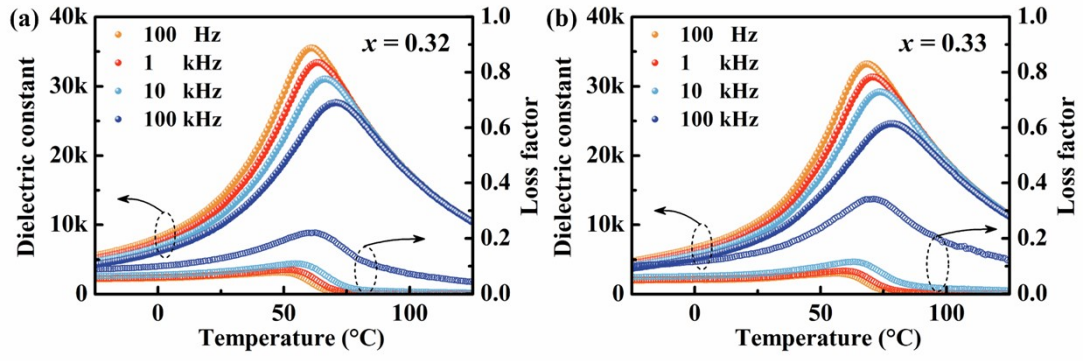 (a)
40k
30k
20k
10k
0
Dielectric constant
100 Hz
1 kHz
10 kHz
100 kHz
x = 0.32
1.0
0.8
0.6
0.4
0.2
0.0
Loss factor
0
50
100
Temperature (°C)
(b)
40k
30k
20k
10k
0
Dielectric constant
100 Hz
1 kHz
10 kHz
100 kHz
x = 0.33
1.0
0.8
0.6
0.4
0.2
0.0
Loss factor
0
50
100
Temperature (°C)